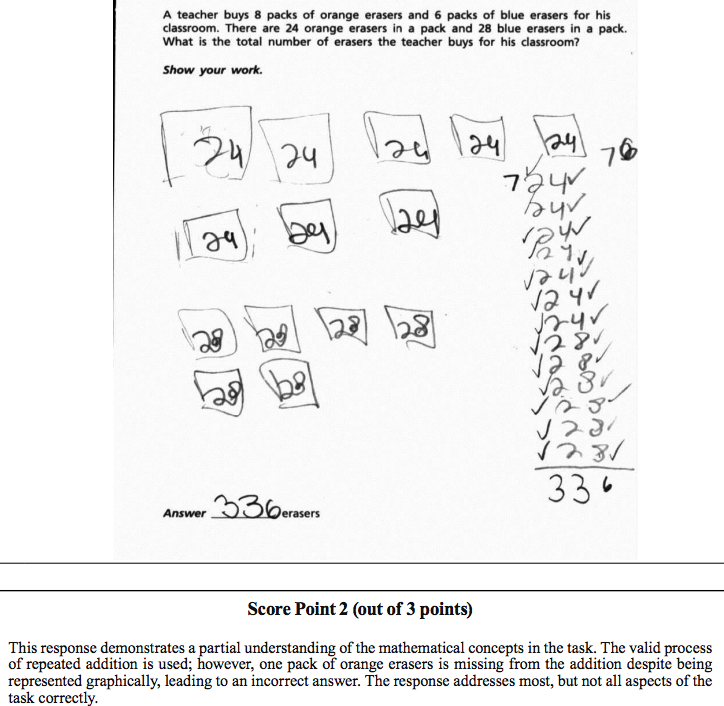 A teacher buys 8 packs of orange erasers and 6 packs of blue erasers for his
classroom. There are 24 orange erasers in a pack and 28 blue erasers in a pack.
What is the total number of erasers the teacher buys for his classroom?
Show your work.
24 24 24 24 24 76
7 24 ✓
24 ✓
24 24 24 ✓ 24 ✓
24 ✓
✓ 24 ✓
✓ 24 ✓
✓ 24 ✓
28 28 28 28 ✓ 28 ✓
✓ 28 ✓
28 28 ✓ 28 ✓
✓ 28
✓ 28
✓ 28 ✓
336
Answer 336 erasers
Score Point 2 (out of 3 points)
This response demonstrates a partial understanding of the mathematical concepts in the task. The valid process
of repeated addition is used; however, one pack of orange erasers is missing from the addition despite being
represented graphically, leading to an incorrect answer. The response addresses most, but not all aspects of the
task correctly.